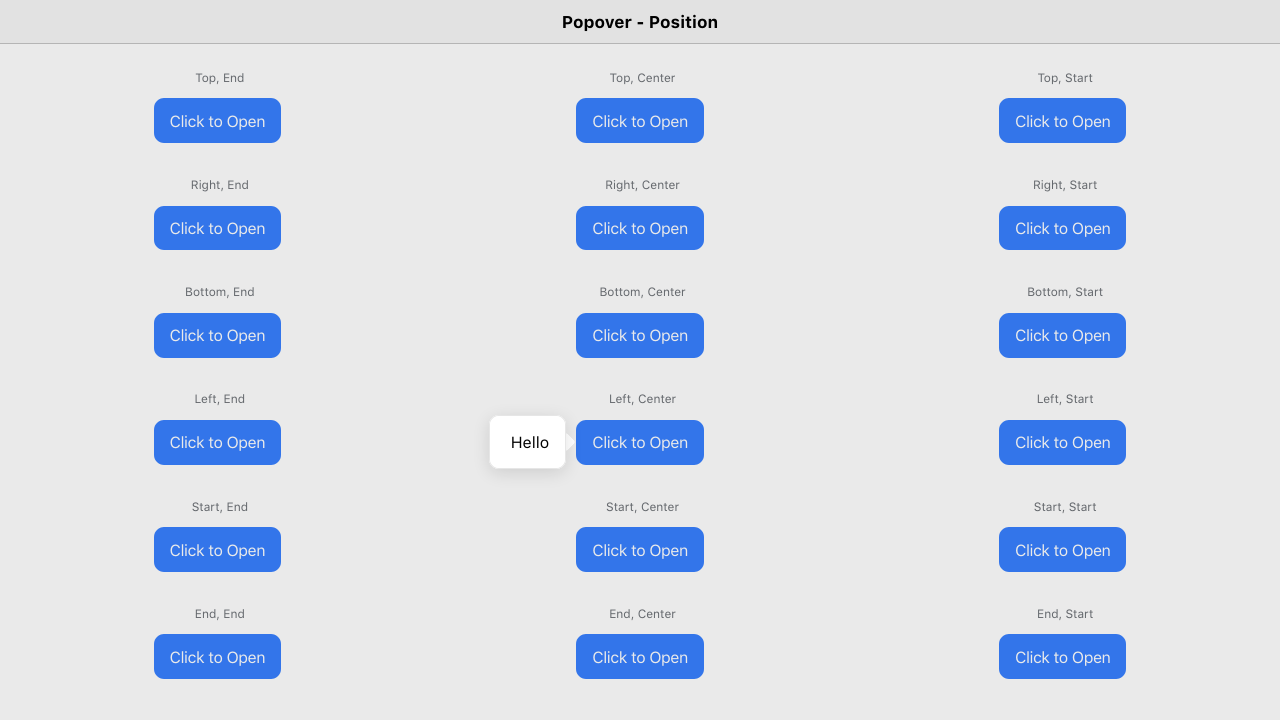 Popover - Position
Top, End
Top, Center
Top, Start
Click to Open
Click to Open
Click to Open
Right, End
Right, Center
Right, Start
Click to Open
Click to Open
Click to Open
Bottom, End
Bottom, Center
Bottom, Start
Click to Open
Click to Open
Click to Open
Left, End
Left, Center
Left, Start
Click to Open
Hello
Click to Open
Click to Open
Start, End
Start, Center
Start, Start
Click to Open
Click to Open
Click to Open
End, End
End, Center
End, Start
Click to Open
Click to Open
Click to Open